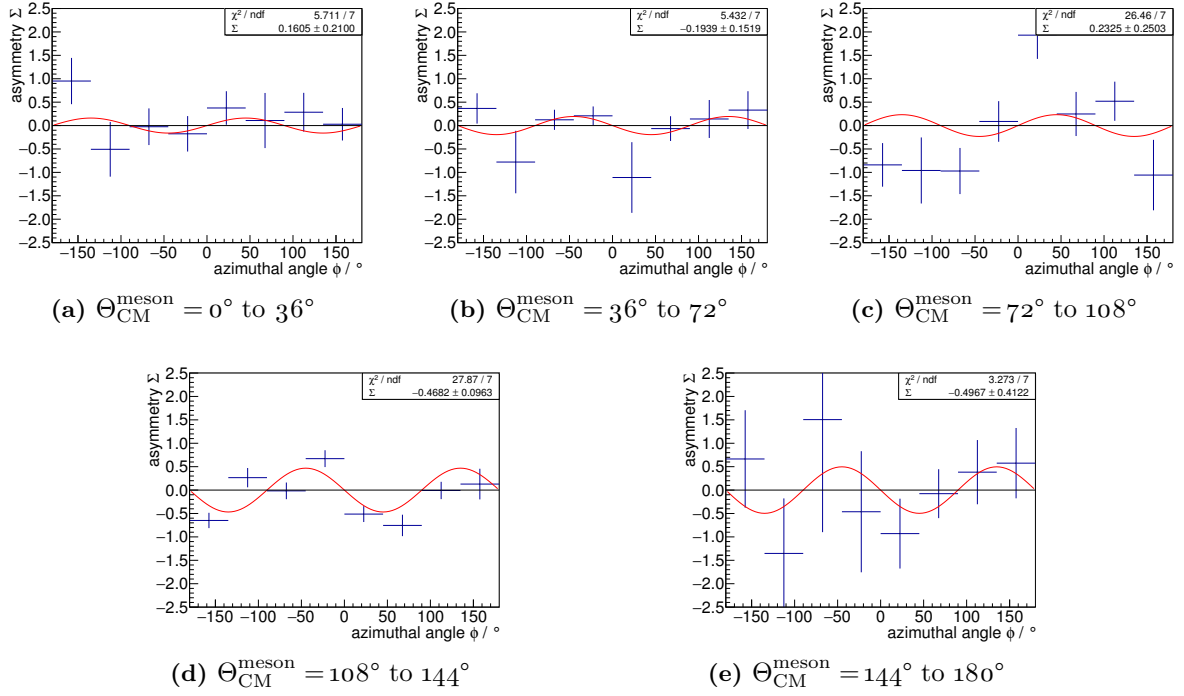 χ² / ndf 5.711 / 7
Σ 0.1605 ± 0.2100
asymmetry Σ
2.5
2.0
1.5
1.0
0.5
0.0
−0.5
−1.0
−1.5
−2.0
−2.5
−150 −100 −50 0 50 100 150
azimuthal angle ϕ / °
(a) Θ_CM^meson = 0° to 36°
χ² / ndf 5.432 / 7
Σ −0.1939 ± 0.1519
asymmetry Σ
2.5
2.0
1.5
1.0
0.5
0.0
−0.5
−1.0
−1.5
−2.0
−2.5
−150 −100 −50 0 50 100 150
azimuthal angle ϕ / °
(b) Θ_CM^meson = 36° to 72°
χ² / ndf 26.46 / 7
Σ 0.2325 ± 0.2503
asymmetry Σ
2.5
2.0
1.5
1.0
0.5
0.0
−0.5
−1.0
−1.5
−2.0
−2.5
−150 −100 −50 0 50 100 150
azimuthal angle ϕ / °
(c) Θ_CM^meson = 72° to 108°
χ² / ndf 27.87 / 7
Σ −0.4682 ± 0.0963
asymmetry Σ
2.5
2.0
1.5
1.0
0.5
0.0
−0.5
−1.0
−1.5
−2.0
−2.5
−150 −100 −50 0 50 100 150
azimuthal angle ϕ / °
(d) Θ_CM^meson = 108° to 144°
χ² / ndf 3.273 / 7
Σ −0.4967 ± 0.4122
asymmetry Σ
2.5
2.0
1.5
1.0
0.5
0.0
−0.5
−1.0
−1.5
−2.0
−2.5
−150 −100 −50 0 50 100 150
azimuthal angle ϕ / °
(e) Θ_CM^meson = 144° to 180°